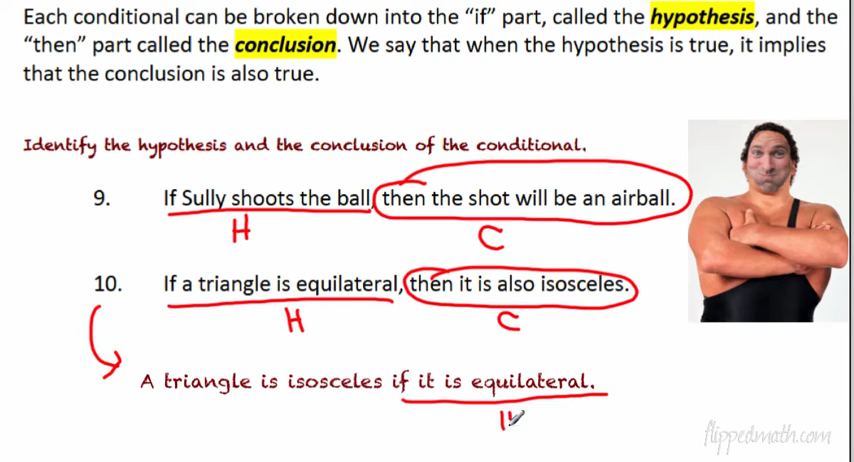 Each conditional can be broken down into the “if” part, called the hypothesis, and the
“then” part called the conclusion. We say that when the hypothesis is true, it implies
that the conclusion is also true.
Identify the hypothesis and the conclusion of the conditional.
9. If Sully shoots the ball, then the shot will be an airball.
H C
10. If a triangle is equilateral, then it is also isosceles.
H C
A triangle is isosceles if it is equilateral.
flippedmath.com